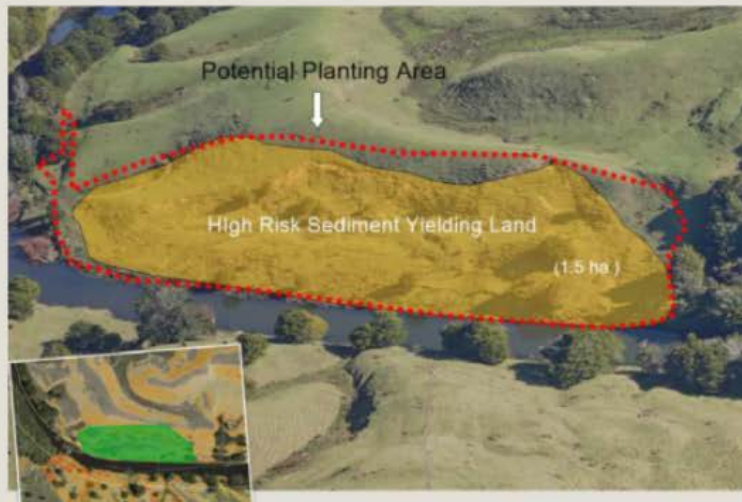 Potential Planting Area
HIgh Risk Sediment Yielding Land
(1.5 ha )